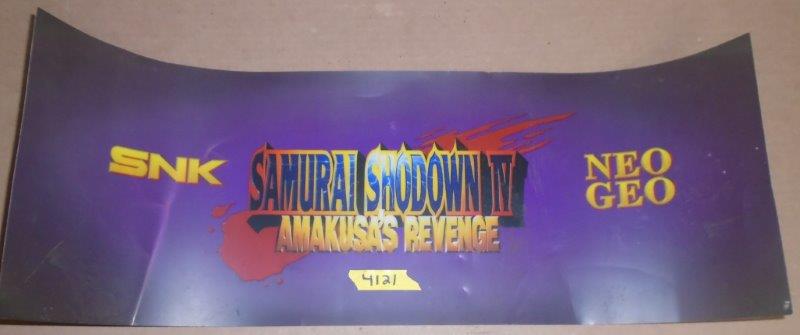 SNK
SAMURAI SHODOWN IV
AMAKUSA'S REVENGE
NEO
GEO
4121